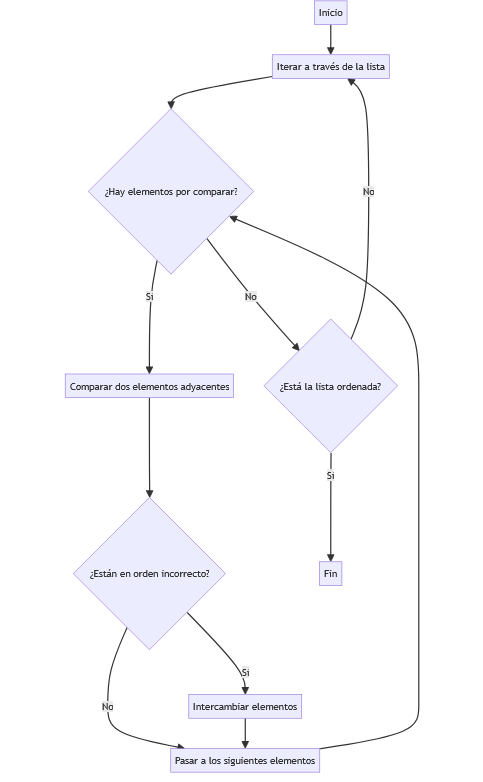 Inicio
Iterar a través de la lista
¿Hay elementos por comparar?
No
Si
No
Comparar dos elementos adyacentes
¿Está la lista ordenada?
Si
¿Están en orden incorrecto?
Fin
Si
No
Intercambiar elementos
Pasar a los siguientes elementos